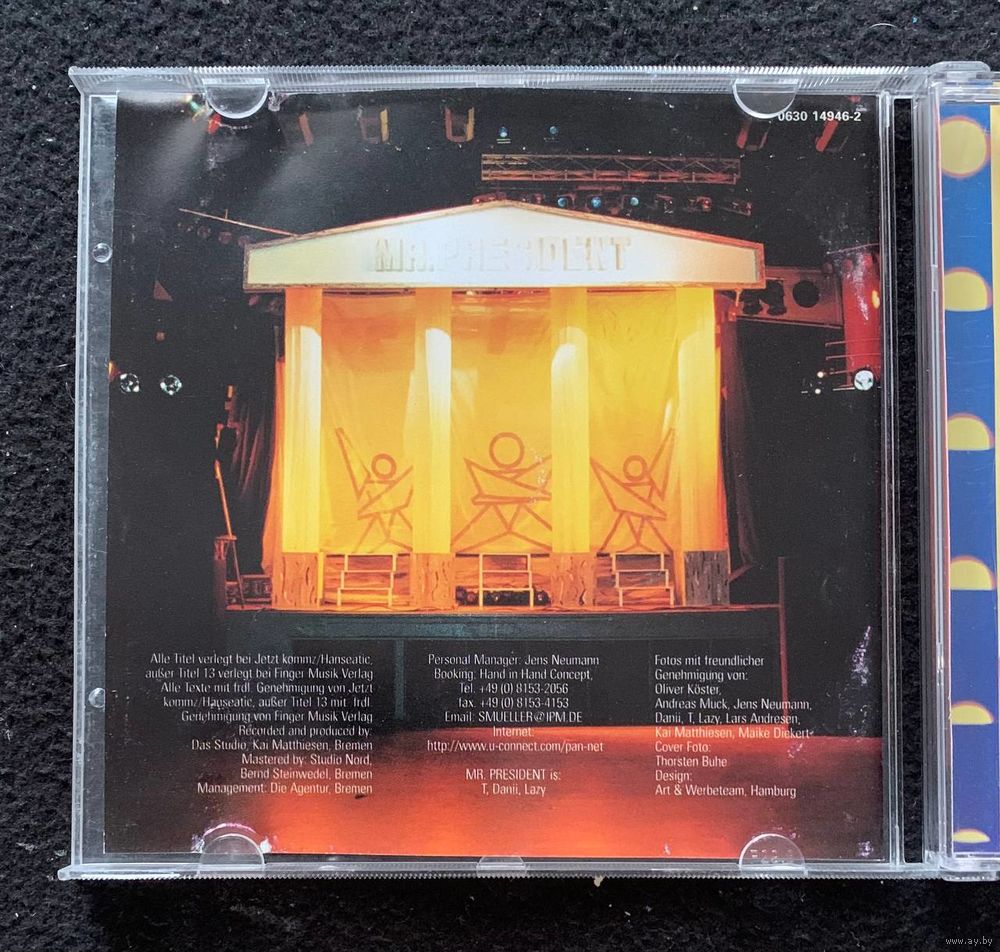 0630 14946-2
MR. PRESIDENT
Alle Titel verlegt bei Jetzt kommz/Hanseatic,
außer Titel 13 verlegt bei Finger Musik Verlag
Alle Texte mit frdl. Genehmigung von Jetzt
kommz/Hanseatic, außer Titel 13 mit frdl.
Genehmigung von Finger Musik Verlag
Recorded and produced by:
Das Studio, Kai Matthiesen, Bremen
Mastered by: Studio Nord,
Bernd Steinwedel, Bremen
Management: Die Agentur, Bremen
Personal Manager: Jens Neumann
Booking: Hand in Hand Concept,
Tel. +49 (0) 8153-2056
fax. +49 (0) 8153-4153
Email: SMUELLER@IPM.DE
Internet:
http://www.u-connect.com/pan-net
MR. PRESIDENT is:
T, Danii, Lazy
Fotos mit freundlicher
Genehmigung von:
Oliver Köster,
Andreas Muck, Jens Neumann,
Danii, T, Lazy, Lars Andresen,
Kai Matthiesen, Maike Dickert
Cover Foto:
Thorsten Buhe
Design:
Art & Werbeteam, Hamburg
www.ay.by